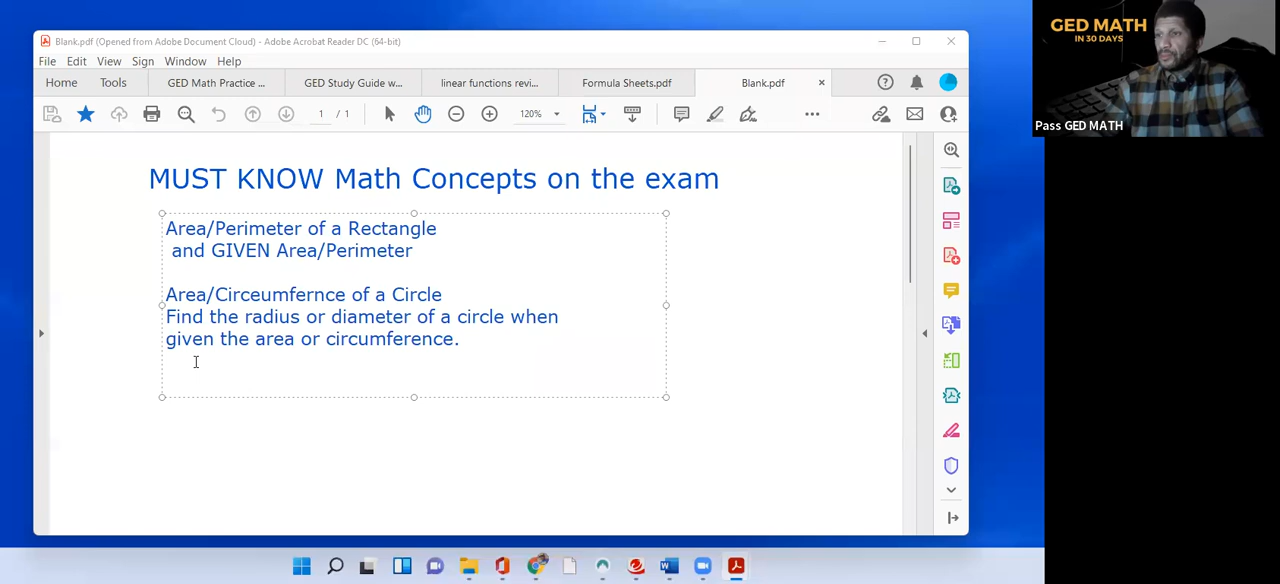 Blank.pdf (Opened from Adobe Document Cloud) - Adobe Acrobat Reader DC (64-bit)
File Edit View Sign Window Help
Home Tools GED Math Practice ... GED Study Guide w... linear functions revi... Formula Sheets.pdf Blank.pdf
1 / 1 120%
MUST KNOW Math Concepts on the exam
Area/Perimeter of a Rectangle
and GIVEN Area/Perimeter
Area/Circeumfernce of a Circle
Find the radius or diameter of a circle when
given the area or circumference.
GED MATH
IN 30 DAYS
Pass GED MATH